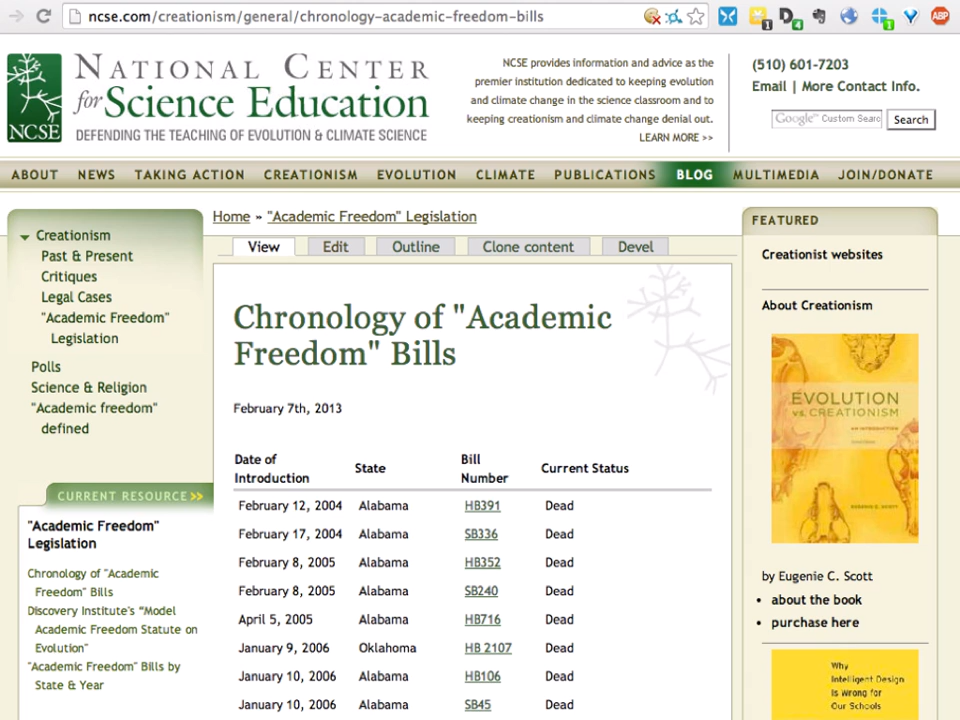 ncse.com/creationism/general/chronology-academic-freedom-bills
1
D
4
1
ABP
NCSE
NATIONAL CENTER
for Science Education
DEFENDING THE TEACHING OF EVOLUTION & CLIMATE SCIENCE
NCSE provides information and advice as the
premier institution dedicated to keeping evolution
and climate change in the science classroom and to
keeping creationism and climate change denial out.
LEARN MORE >>
(510) 601-7203
Email | More Contact Info.
Google™ Custom Searc
Search
ABOUT NEWS TAKING ACTION CREATIONISM EVOLUTION CLIMATE PUBLICATIONS BLOG MULTIMEDIA JOIN/DONATE
Creationism
Past & Present
Critiques
Legal Cases
"Academic Freedom"
Legislation
Polls
Science & Religion
"Academic freedom"
defined
CURRENT RESOURCE >>
"Academic Freedom"
Legislation
Chronology of "Academic
Freedom" Bills
Discovery Institute's “Model
Academic Freedom Statute on
Evolution"
"Academic Freedom" Bills by
State & Year
Home » "Academic Freedom" Legislation
View Edit Outline Clone content Devel
Chronology of "Academic
Freedom" Bills
February 7th, 2013
Date of
Introduction State Bill
Number Current Status
February 12, 2004 Alabama HB391 Dead
February 17, 2004 Alabama SB336 Dead
February 8, 2005 Alabama HB352 Dead
February 8, 2005 Alabama SB240 Dead
April 5, 2005 Alabama HB716 Dead
January 9, 2006 Oklahoma HB 2107 Dead
January 10, 2006 Alabama HB106 Dead
January 10, 2006 Alabama SB45 Dead
FEATURED
Creationist websites
About Creationism
EVOLUTION
VS. CREATIONISM
AN INTRODUCTION
EUGENIE C. SCOTT
by Eugenie C. Scott
• about the book
• purchase here
Why
Intelligent Design
Is Wrong for
Our Schools